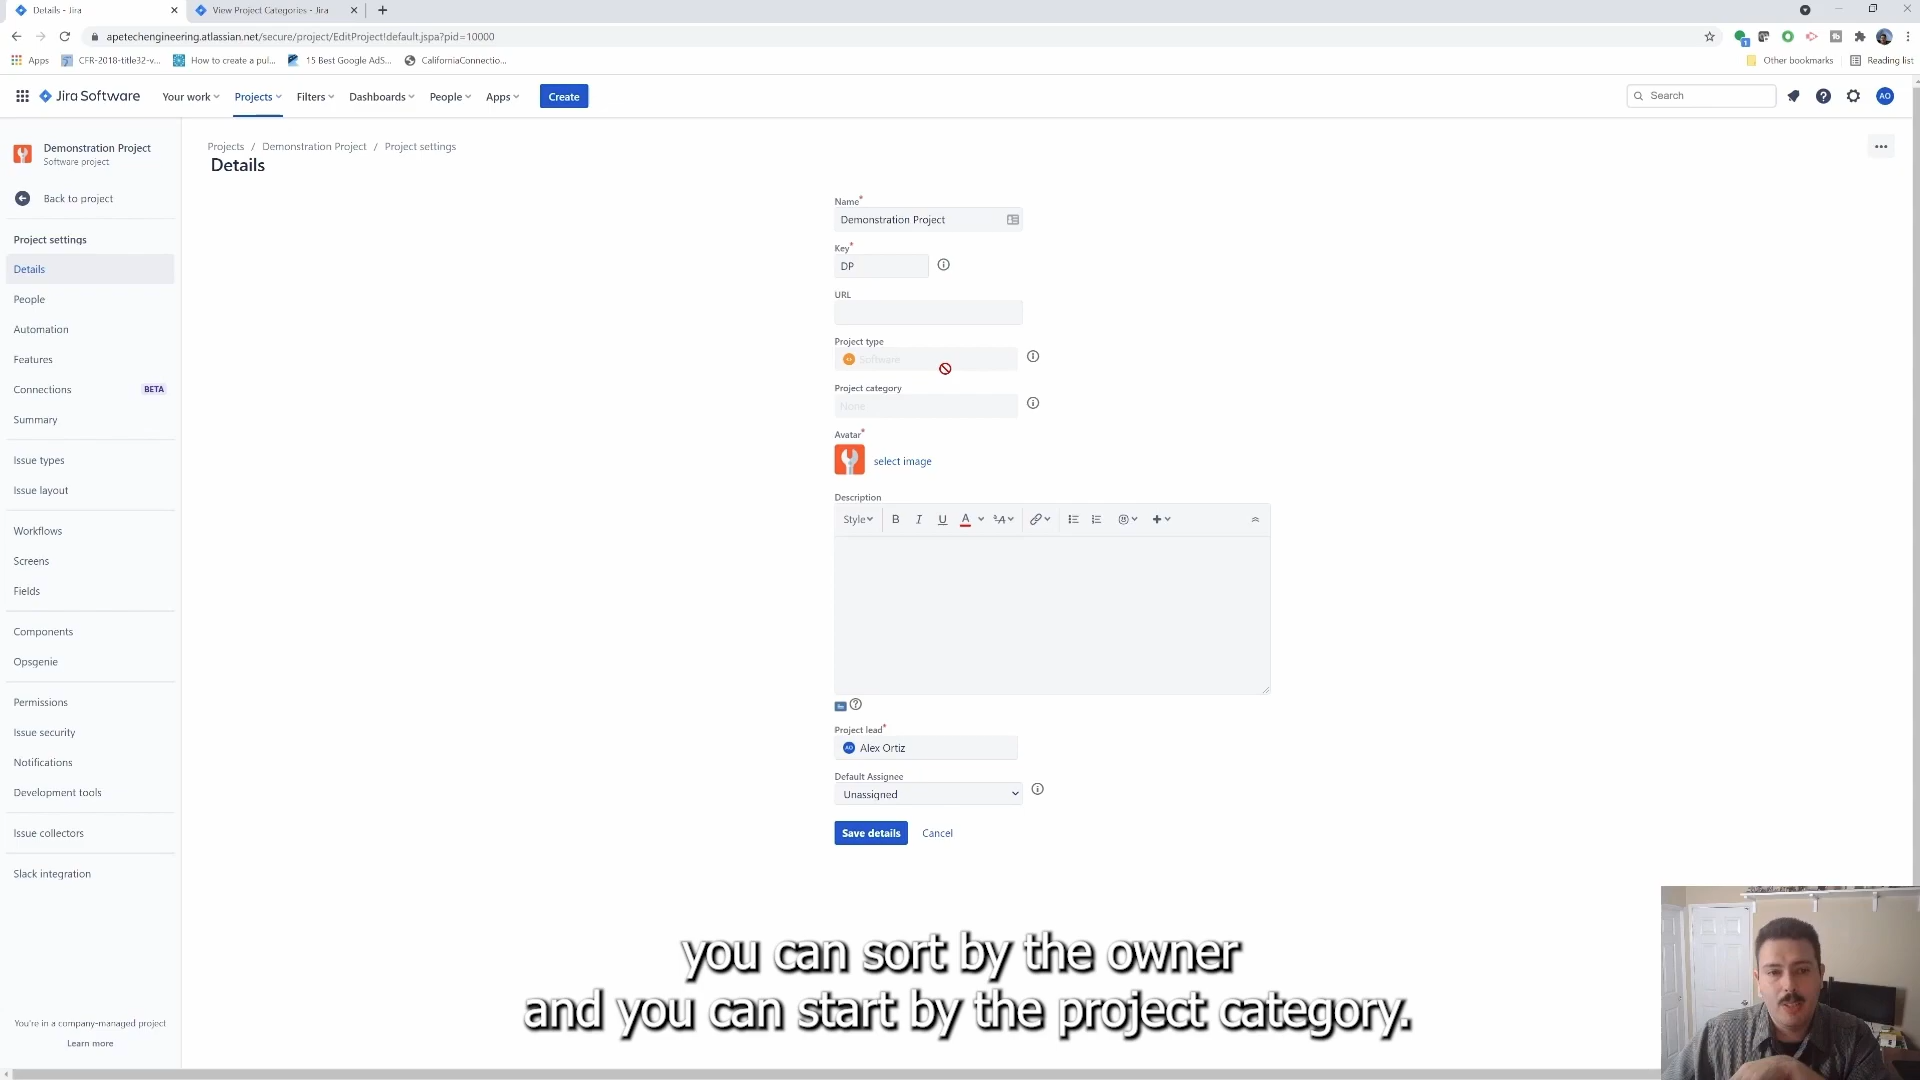 Details - Jira
View Project Categories - Jira
apetechengineering.atlassian.net/secure/project/EditProject!default.jspa?pid=10000
Apps
CFR-2018-title32-v...
How to create a pul...
15 Best Google AdS...
CaliforniaConnectio...
Other bookmarks
Reading list
Jira Software
Your work
Projects
Filters
Dashboards
People
Apps
Create
Search
AO
Demonstration Project
Software project
Back to project
Project settings
Details
People
Automation
Features
Connections
BETA
Summary
Issue types
Issue layout
Workflows
Screens
Fields
Components
Opsgenie
Permissions
Issue security
Notifications
Development tools
Issue collectors
Slack integration
You're in a company-managed project
Learn more
Projects / Demonstration Project / Project settings
Details
Name*
Demonstration Project
Key*
DP
URL
Project type
Software
Project category
None
Avatar*
select image
Description
Style
B I U A
Project lead*
AO Alex Ortiz
Default Assignee
Unassigned
Save details
Cancel
you can sort by the owner
and you can start by the project category.